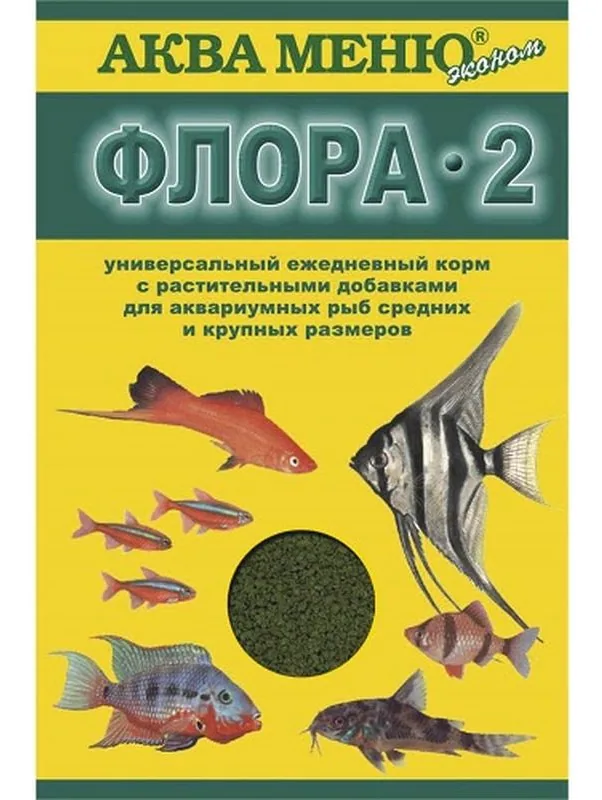 АКВА МЕНЮ®
эконом
ФЛОРА • 2
универсальный ежедневный корм
с растительными добавками
для аквариумных рыб средних
и крупных размеров